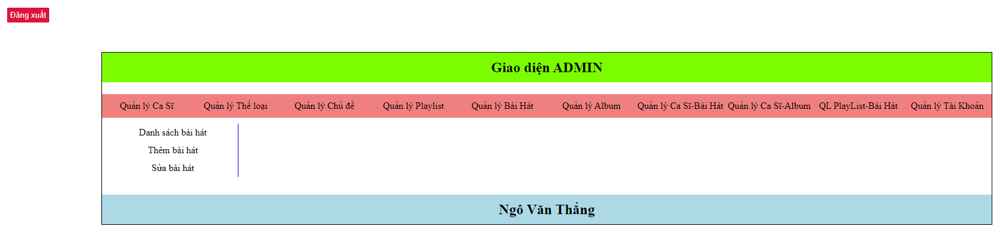 Đăng xuất
Giao diện ADMIN
Quản lý Ca Sĩ Quản lý Thể loại Quản lý Chủ đề Quản lý Playlist Quản lý Bài Hát Quản lý Album Quản lý Ca Sĩ-Bài Hát Quản lý Ca Sĩ-Album QL PlayList-Bài Hát Quản lý Tài Khoản
Danh sách bài hát
Thêm bài hát
Sửa bài hát
Ngô Văn Thắng